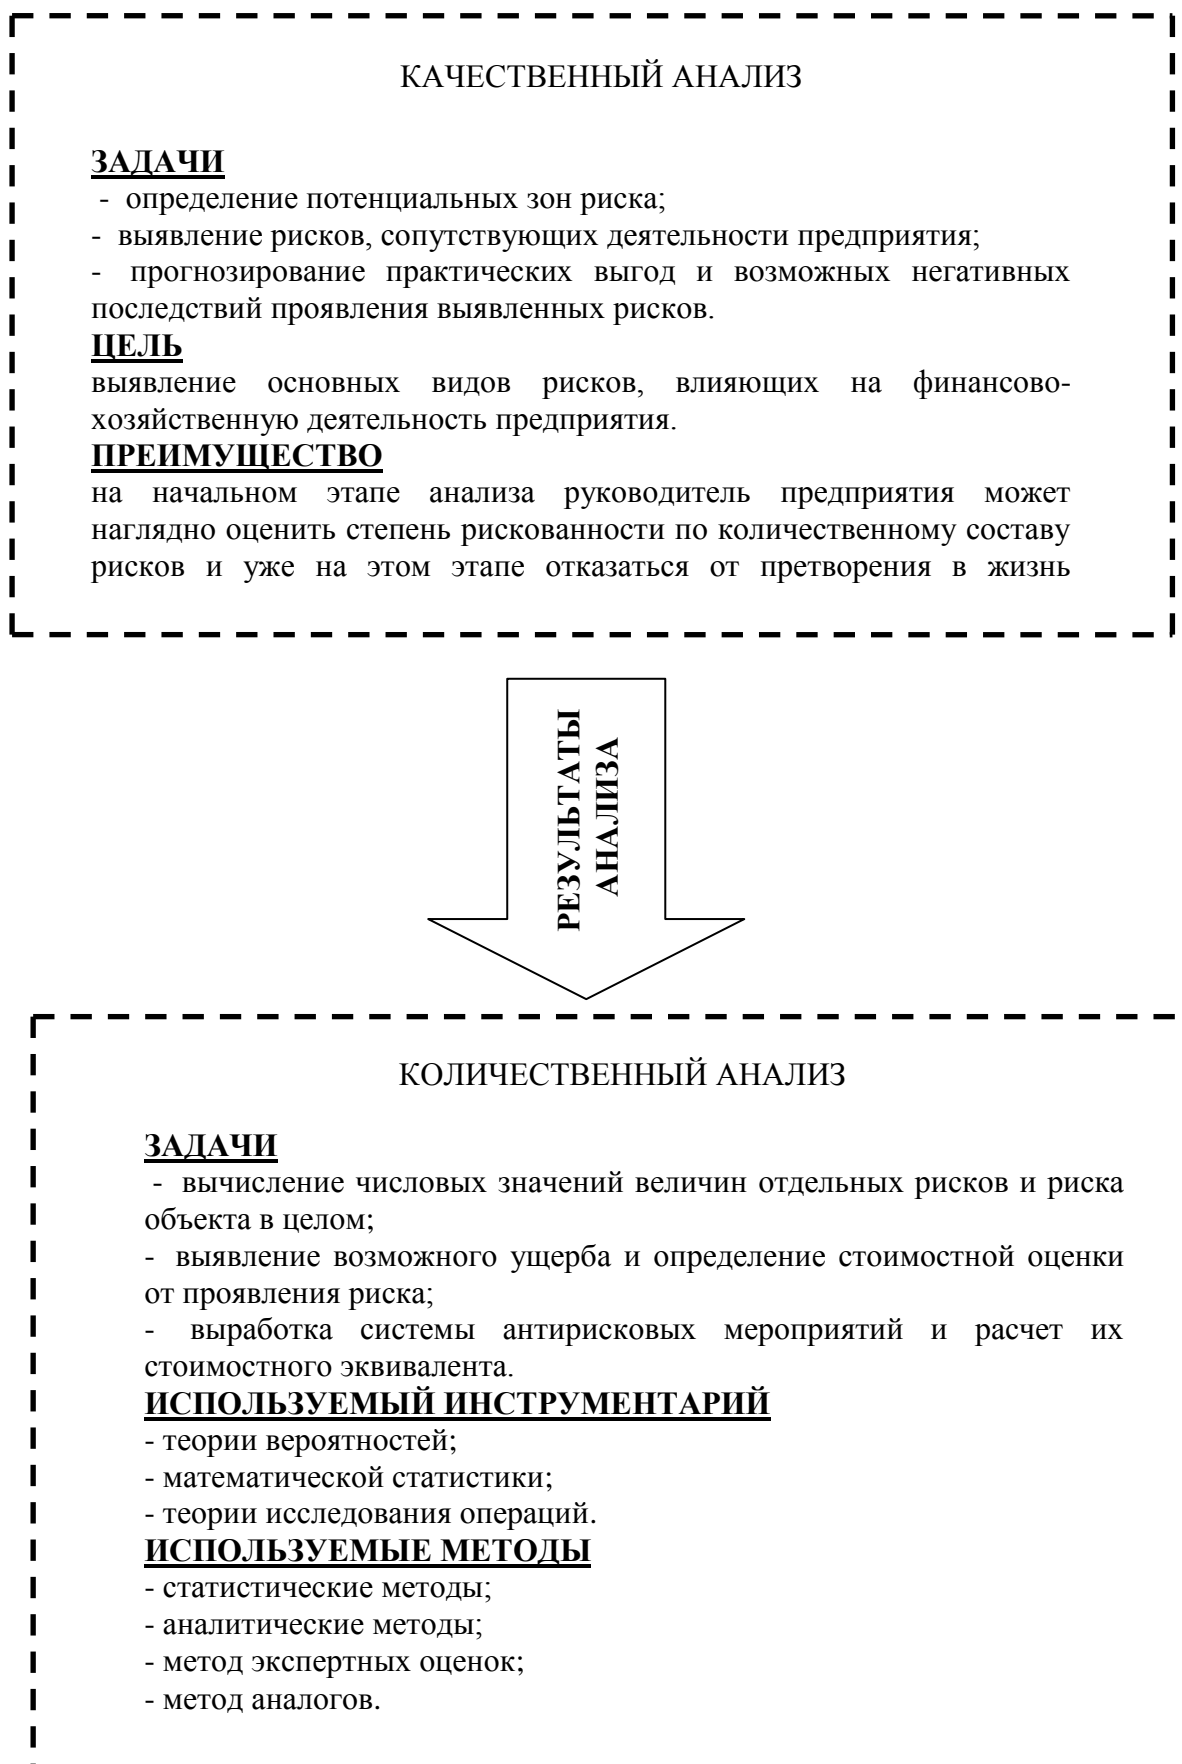 КАЧЕСТВЕННЫЙ АНАЛИЗ
ЗАДАЧИ
- определение потенциальных зон риска;
- выявление рисков, сопутствующих деятельности предприятия;
- прогнозирование практических выгод и возможных негативных
последствий проявления выявленных рисков.
ЦЕЛЬ
выявление основных видов рисков, влияющих на финансово-
хозяйственную деятельность предприятия.
ПРЕИМУЩЕСТВО
на начальном этапе анализа руководитель предприятия может
наглядно оценить степень рискованности по количественному составу
рисков и уже на этом этапе отказаться от претворения в жизнь
РЕЗУЛЬТАТЫ
АНАЛИЗА
КОЛИЧЕСТВЕННЫЙ АНАЛИЗ
ЗАДАЧИ
- вычисление числовых значений величин отдельных рисков и риска
объекта в целом;
- выявление возможного ущерба и определение стоимостной оценки
от проявления риска;
- выработка системы антирисковых мероприятий и расчет их
стоимостного эквивалента.
ИСПОЛЬЗУЕМЫЙ ИНСТРУМЕНТАРИЙ
- теории вероятностей;
- математической статистики;
- теории исследования операций.
ИСПОЛЬЗУЕМЫЕ МЕТОДЫ
- статистические методы;
- аналитические методы;
- метод экспертных оценок;
- метод аналогов.